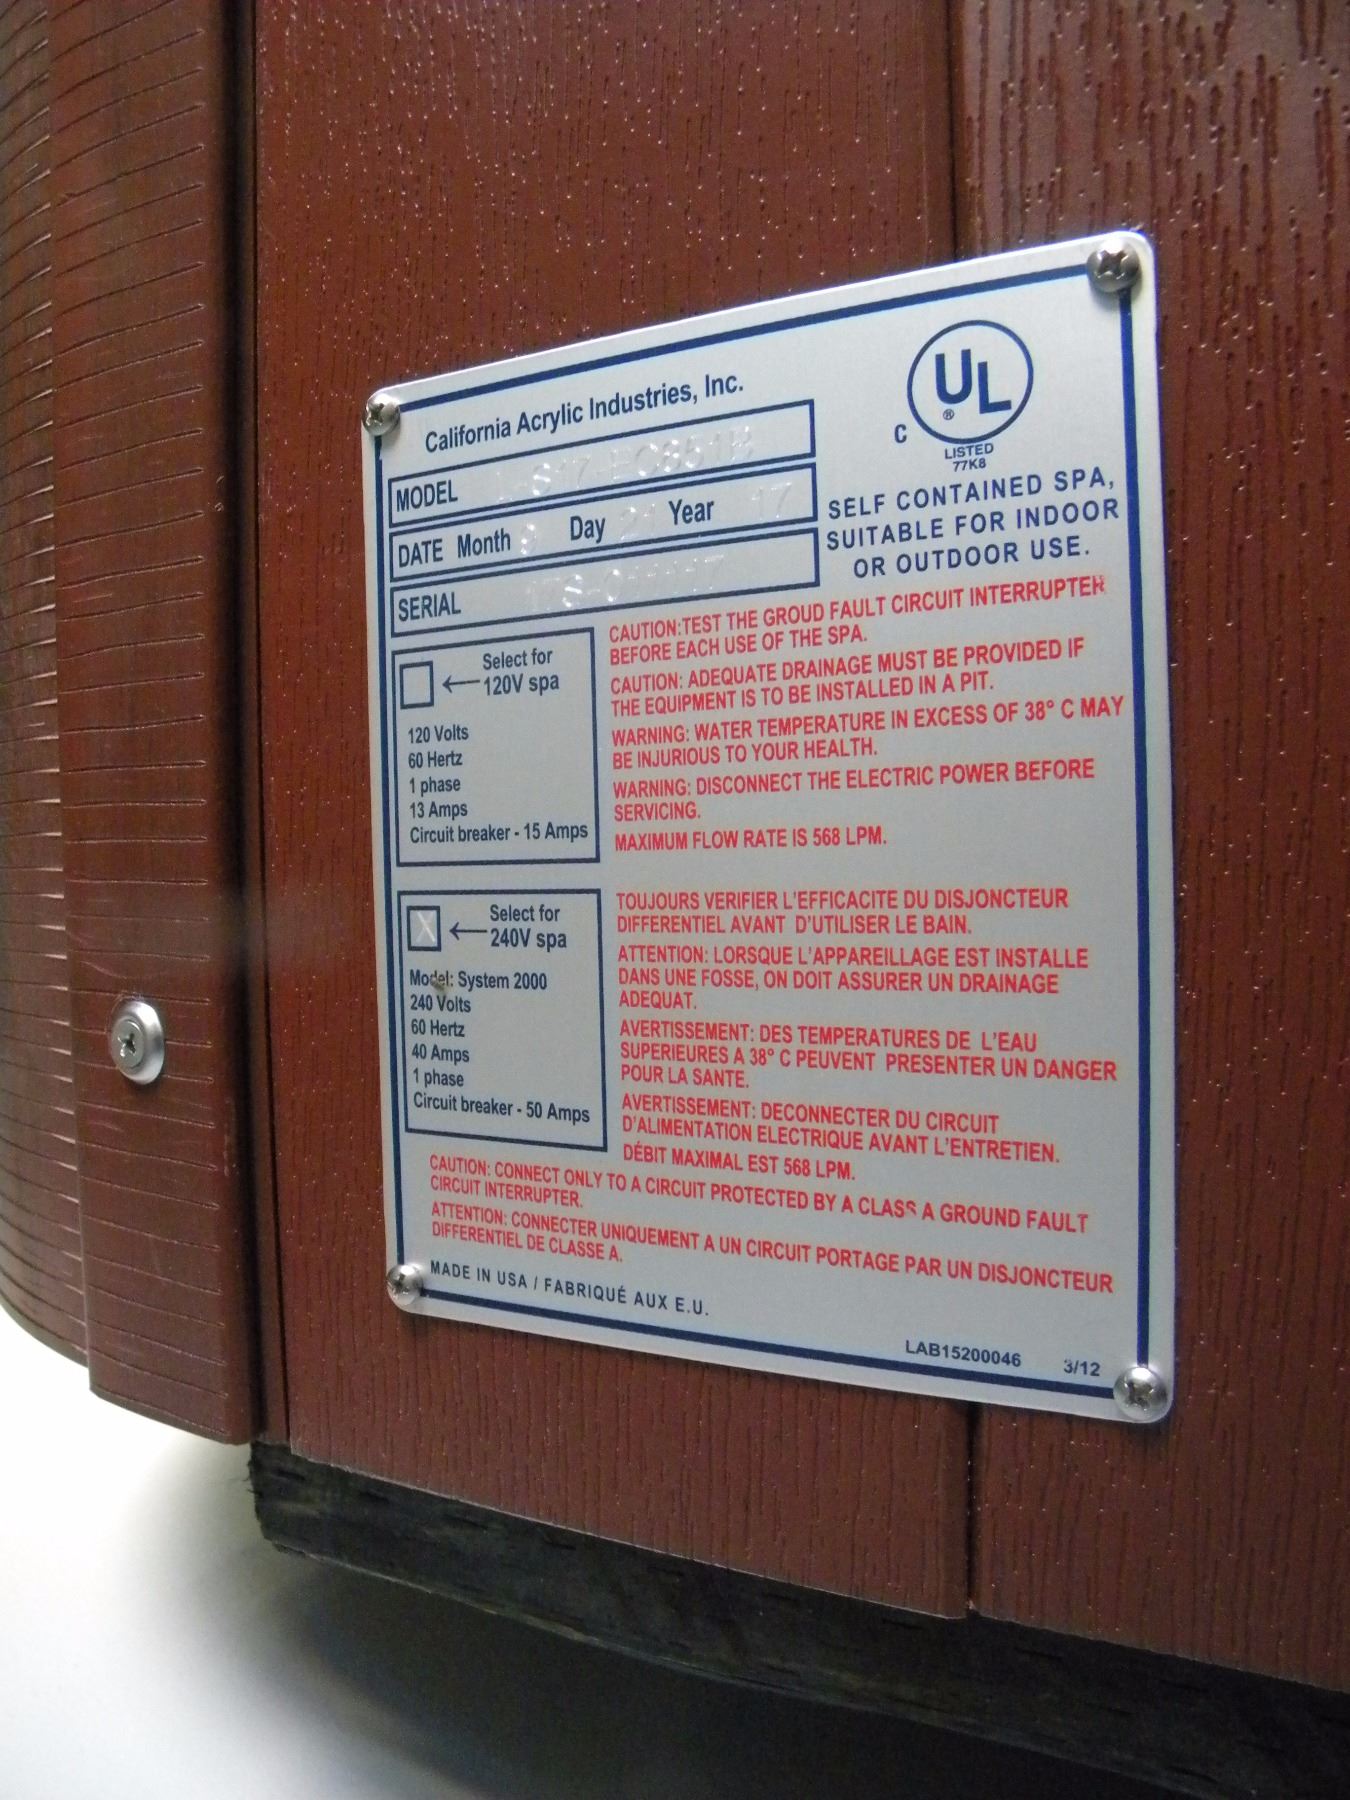 California Acrylic Industries, Inc.
MODEL
DATE Month Day 21 Year 17
SERIAL
UL
®
C
LISTED
77K8
SELF CONTAINED SPA,
SUITABLE FOR INDOOR
OR OUTDOOR USE.
Select for
120V spa
120 Volts
60 Hertz
1 phase
13 Amps
Circuit breaker - 15 Amps
X
Select for
240V spa
Model: System 2000
240 Volts
60 Hertz
40 Amps
1 phase
Circuit breaker - 50 Amps
CAUTION:TEST THE GROUD FAULT CIRCUIT INTERRUPTER
BEFORE EACH USE OF THE SPA.
CAUTION: ADEQUATE DRAINAGE MUST BE PROVIDED IF
THE EQUIPMENT IS TO BE INSTALLED IN A PIT.
WARNING: WATER TEMPERATURE IN EXCESS OF 38° C MAY
BE INJURIOUS TO YOUR HEALTH.
WARNING: DISCONNECT THE ELECTRIC POWER BEFORE
SERVICING.
MAXIMUM FLOW RATE IS 568 LPM.
TOUJOURS VERIFIER L'EFFICACITE DU DISJONCTEUR
DIFFERENTIEL AVANT D'UTILISER LE BAIN.
ATTENTION: LORSQUE L'APPAREILLAGE EST INSTALLE
DANS UNE FOSSE, ON DOIT ASSURER UN DRAINAGE
ADEQUAT.
AVERTISSEMENT: DES TEMPERATURES DE L'EAU
SUPERIEURES A 38° C PEUVENT PRESENTER UN DANGER
POUR LA SANTE.
AVERTISSEMENT: DECONNECTER DU CIRCUIT
D'ALIMENTATION ELECTRIQUE AVANT L'ENTRETIEN.
DÉBIT MAXIMAL EST 568 LPM.
CAUTION: CONNECT ONLY TO A CIRCUIT PROTECTED BY A CLASS A GROUND FAULT
CIRCUIT INTERRUPTER.
ATTENTION: CONNECTER UNIQUEMENT A UN CIRCUIT PORTAGE PAR UN DISJONCTEUR
DIFFERENTIEL DE CLASSE A.
MADE IN USA / FABRIQUÉ AUX E.U.
LAB15200046 3/12